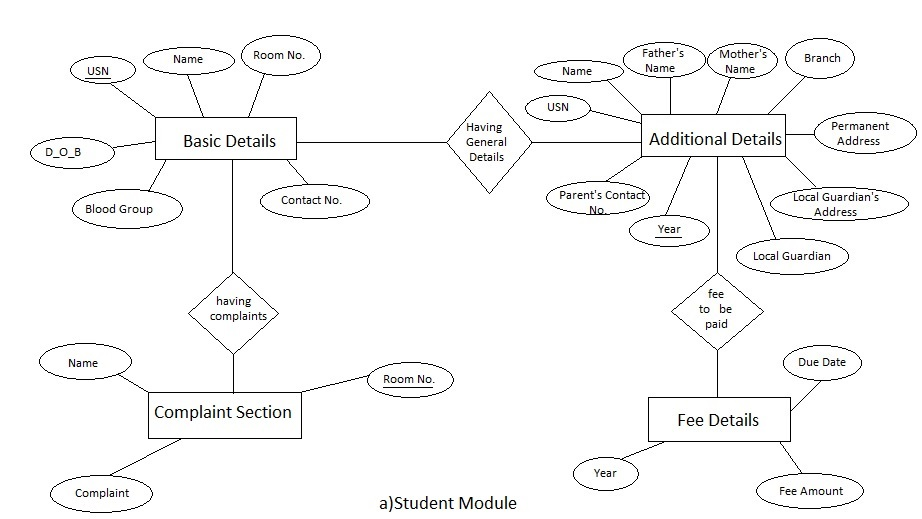 USN
Name
Room No.
D_O_B
Basic Details
Blood Group
Contact No.
Having
General
Details
Name
Father's
Name
Mother's
Name
Branch
USN
Additional Details
Permanent
Address
Parent's Contact
No.
Year
Local Guardian's
Address
Local Guardian
having
complaints
fee
to be
paid
Name
Room No.
Complaint Section
Complaint
Due Date
Fee Details
Year
Fee Amount
a)Student Module